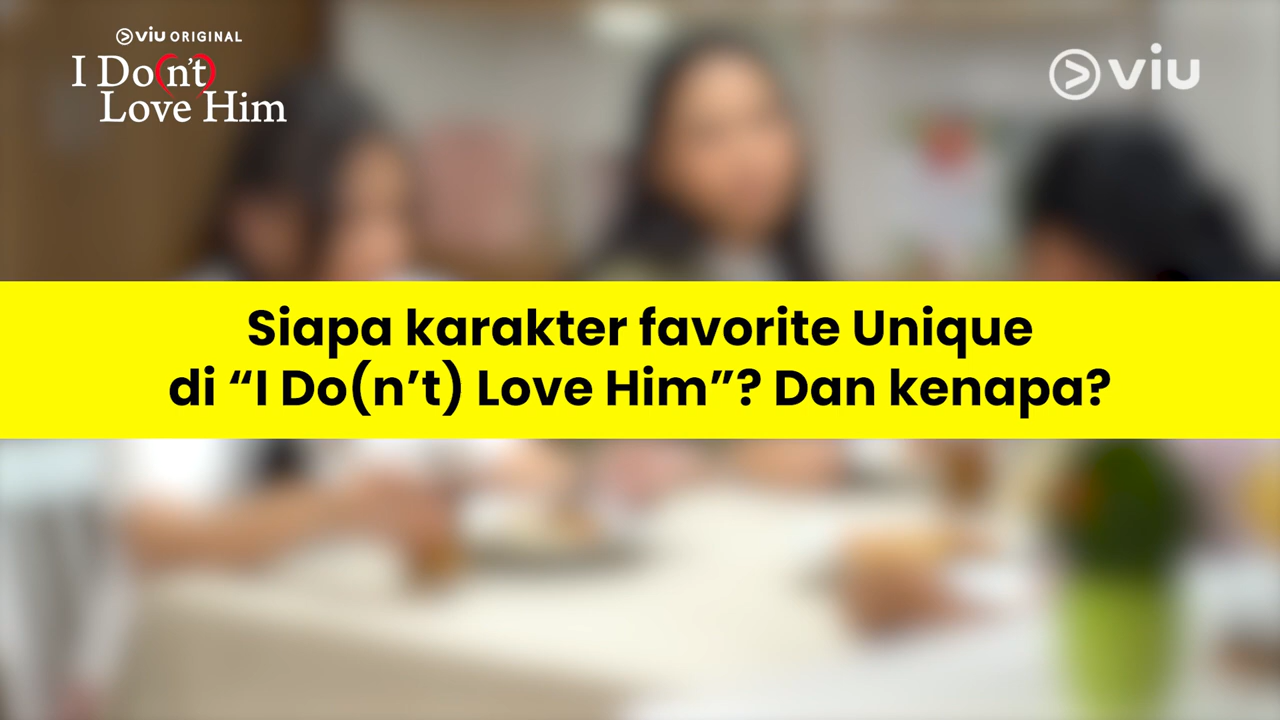 viu ORIGINAL
I Do(n't)
Love Him
viu
Siapa karakter favorite Unique
di “I Do(n’t) Love Him”? Dan kenapa?